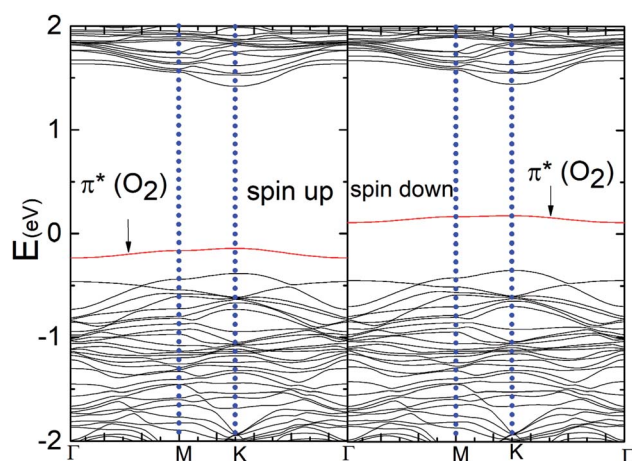 2
1
0
-1
-2
E(eV)
π* (O2)
spin up
spin down
π* (O2)
Γ M K Γ M K Γ